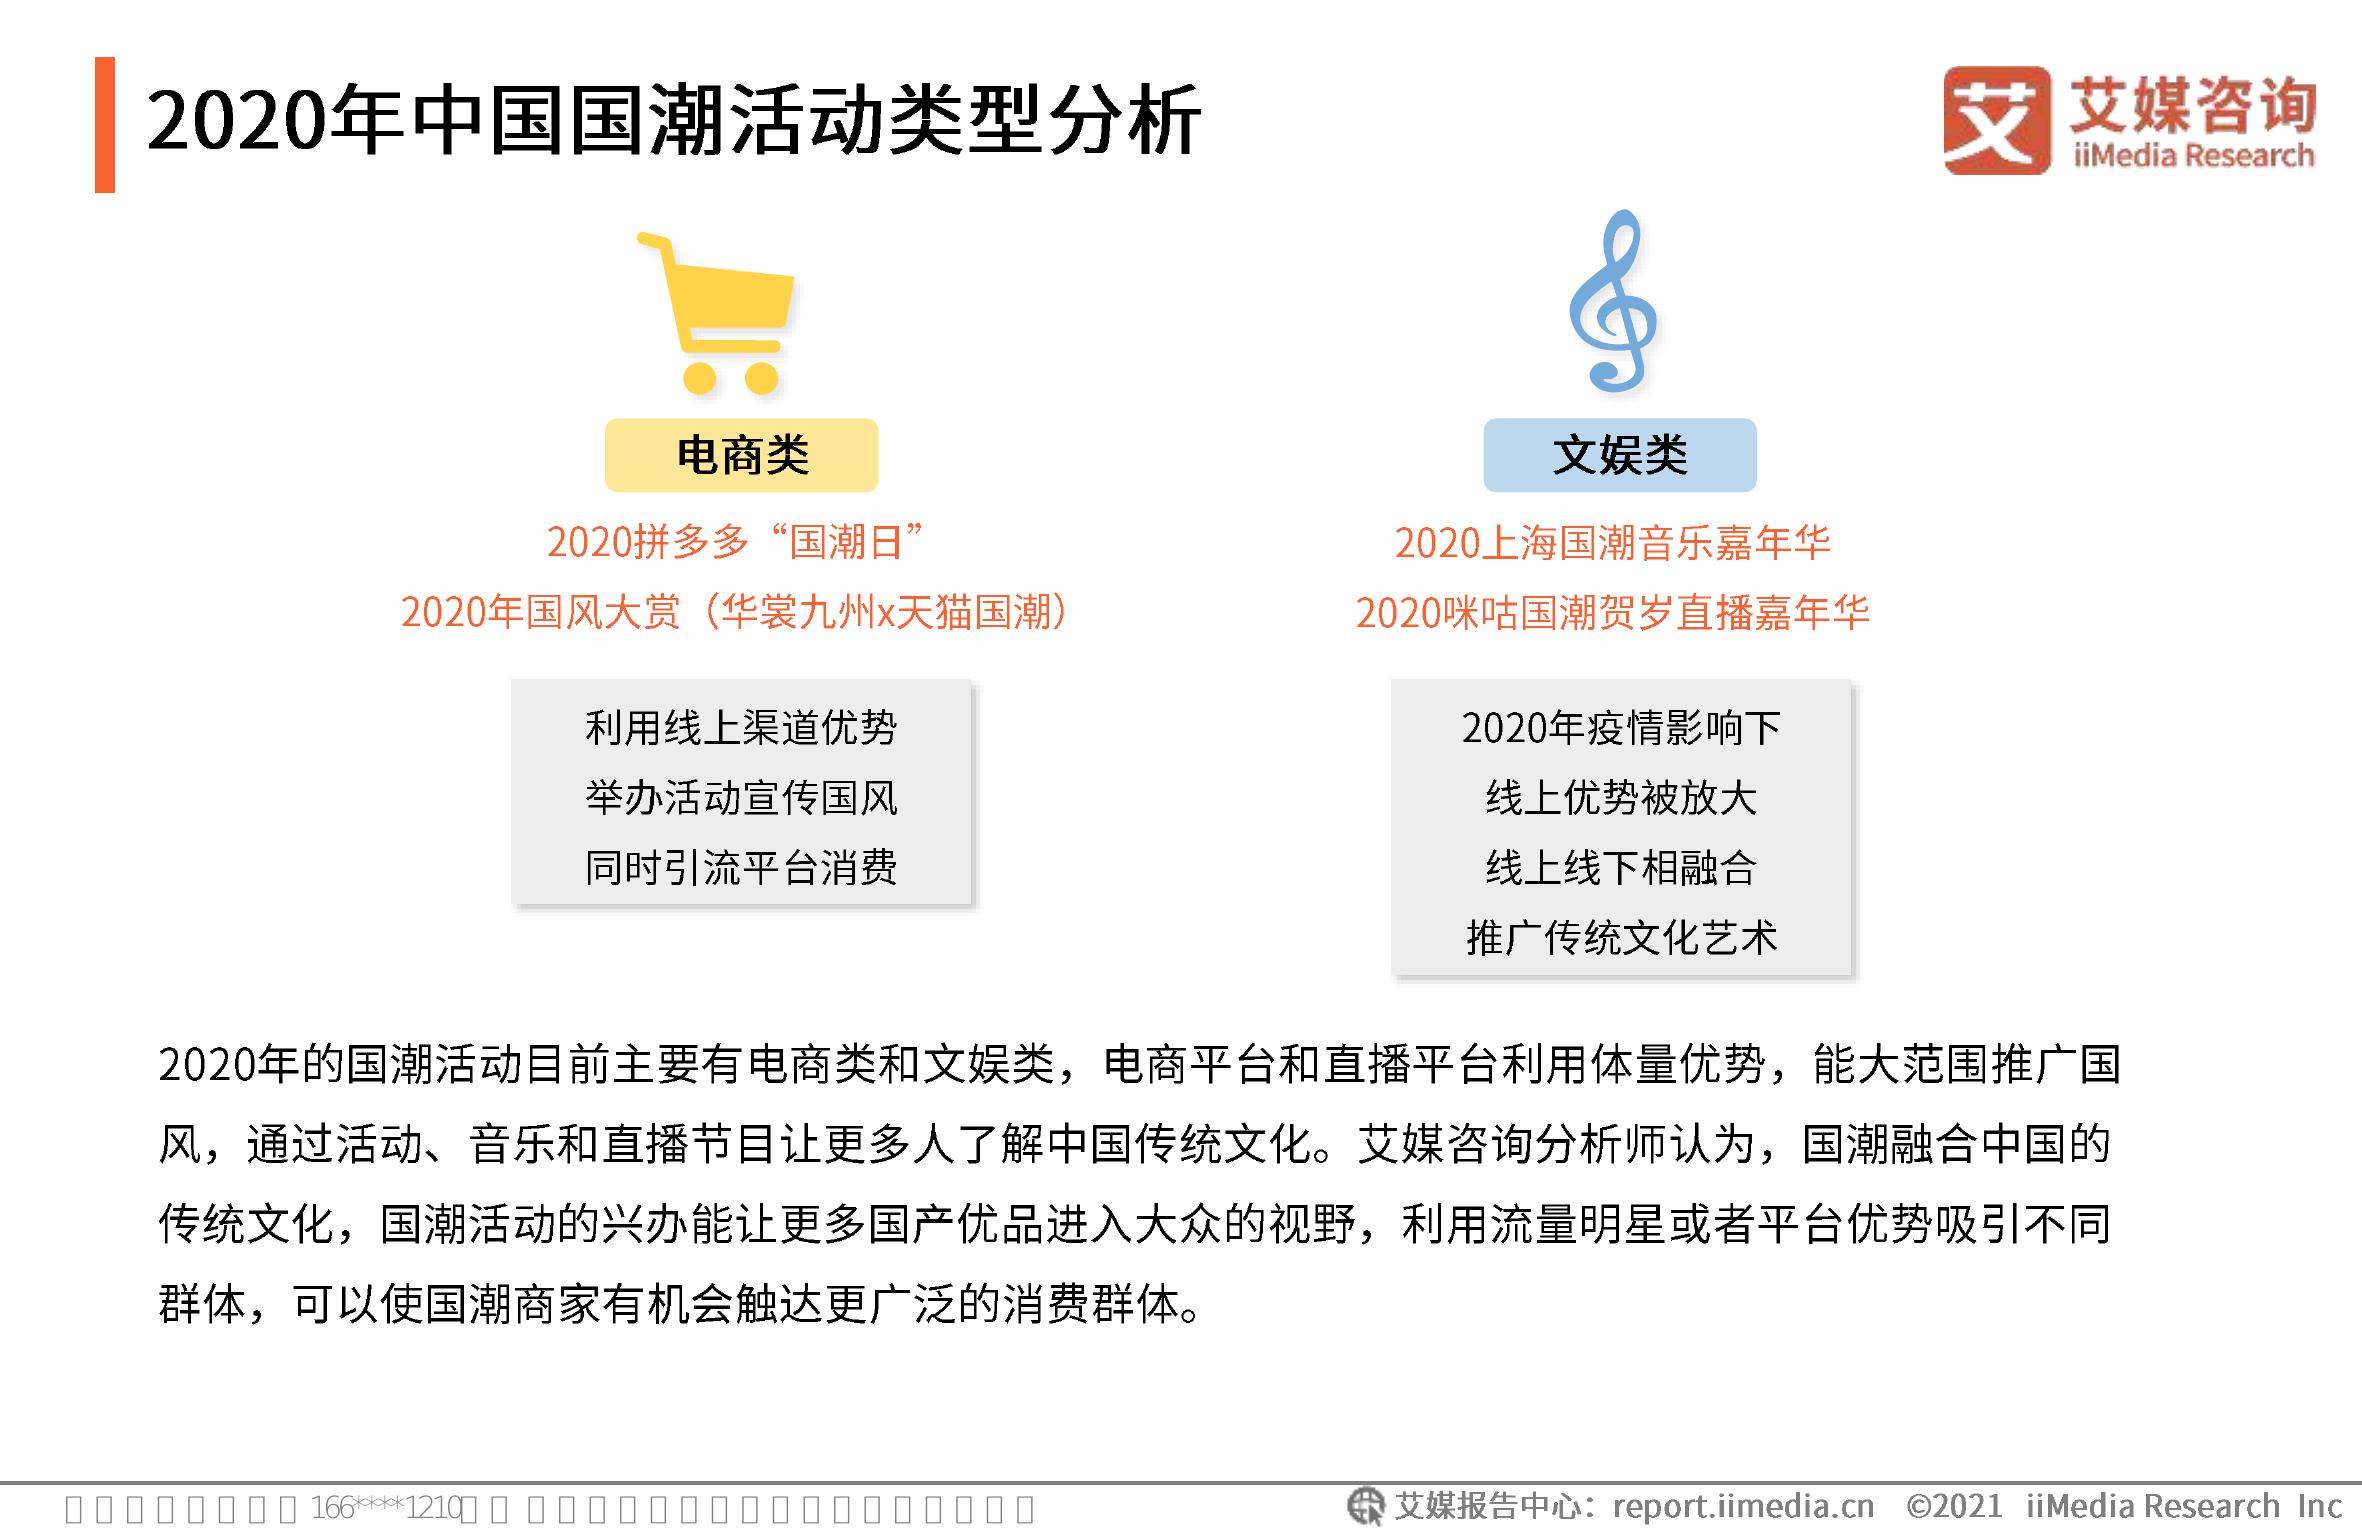 2020年中国国潮活动类型分析
艾
艾媒咨询
iiMedia Research
电商类
2020拼多多“国潮日”
2020年国风大赏（华裳九州x天猫国潮）
利用线上渠道优势
举办活动宣传国风
同时引流平台消费
文娱类
2020上海国潮音乐嘉年华
2020咪咕国潮贺岁直播嘉年华
2020年疫情影响下
线上优势被放大
线上线下相融合
推广传统文化艺术
2020年的国潮活动目前主要有电商类和文娱类，电商平台和直播平台利用体量优势，能大范围推广国
风，通过活动、音乐和直播节目让更多人了解中国传统文化。艾媒咨询分析师认为，国潮融合中国的
传统文化，国潮活动的兴办能让更多国产优品进入大众的视野，利用流量明星或者平台优势吸引不同
群体，可以使国潮商家有机会触达更广泛的消费群体。
166****1210
艾媒报告中心：report.iimedia.cn ©2021 iiMedia Research Inc